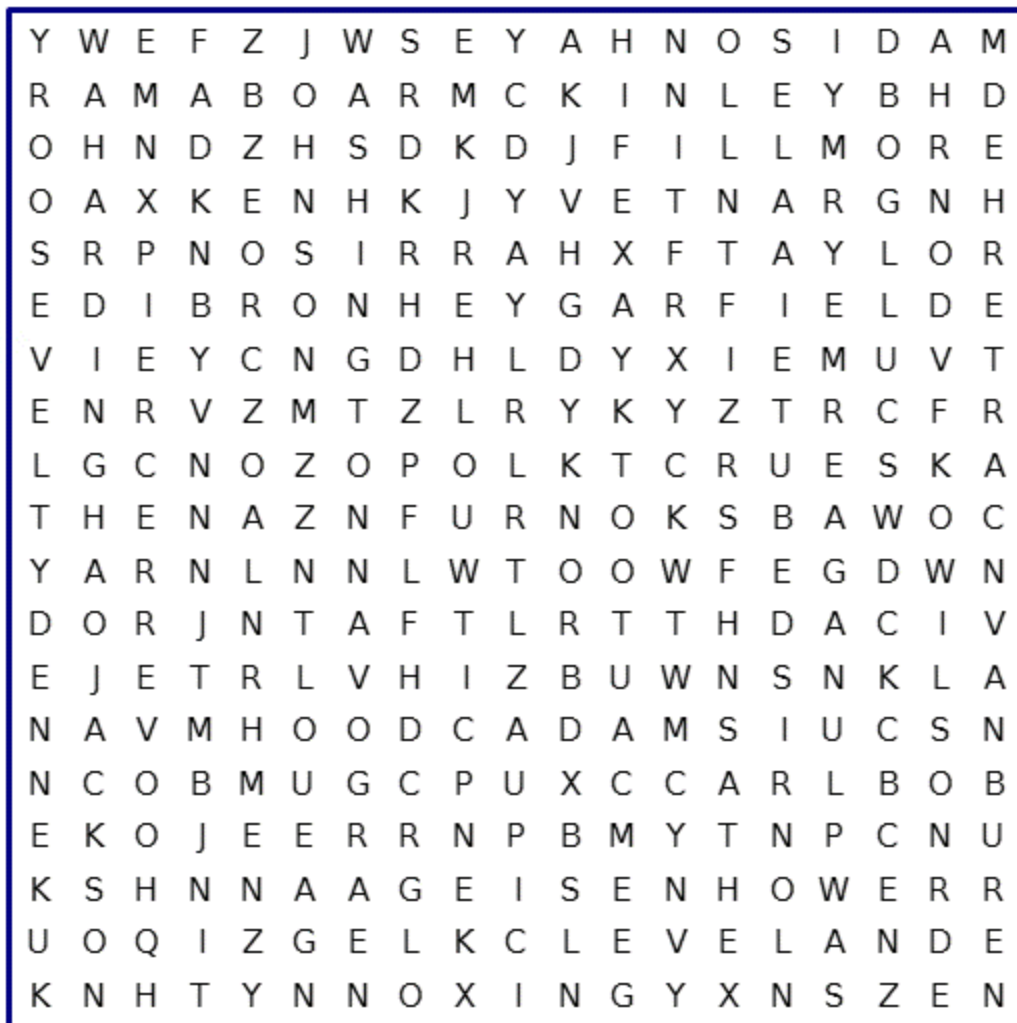 Y W E F Z J W S E Y A H N O S I D A M
R A M A B O A R M C K I N L E Y B H D
O H N D Z H S D K D J F I L L M O R E
O A X K E N H K J Y V E T N A R G N H
S R P N O S I R R A H X F T A Y L O R
E D I B R O N H E Y G A R F I E L D E
V I E Y C N G D H L D Y X I E M U V T
E N R V Z M T Z L R Y K Y Z T R C F R
L G C N O Z O P O L K T C R U E S K A
T H E N A Z N F U R N O K S B A W O C
Y A R N L N N L W T O O W F E G D W N
D O R J N T A F T L R T T H D A C I V
E J E T R L V H I Z B U W N S N K L A
N A V M H O O D C A D A M S I U C S N
N C O B M U G C P U X C C A R L B O B
E K O J E E R R N P B M Y T N P C N U
K S H N N A A G E I S E N H O W E R R
U O Q I Z G E L K C L E V E L A N D E
K N H T Y N N O X I N G Y X N S Z E N